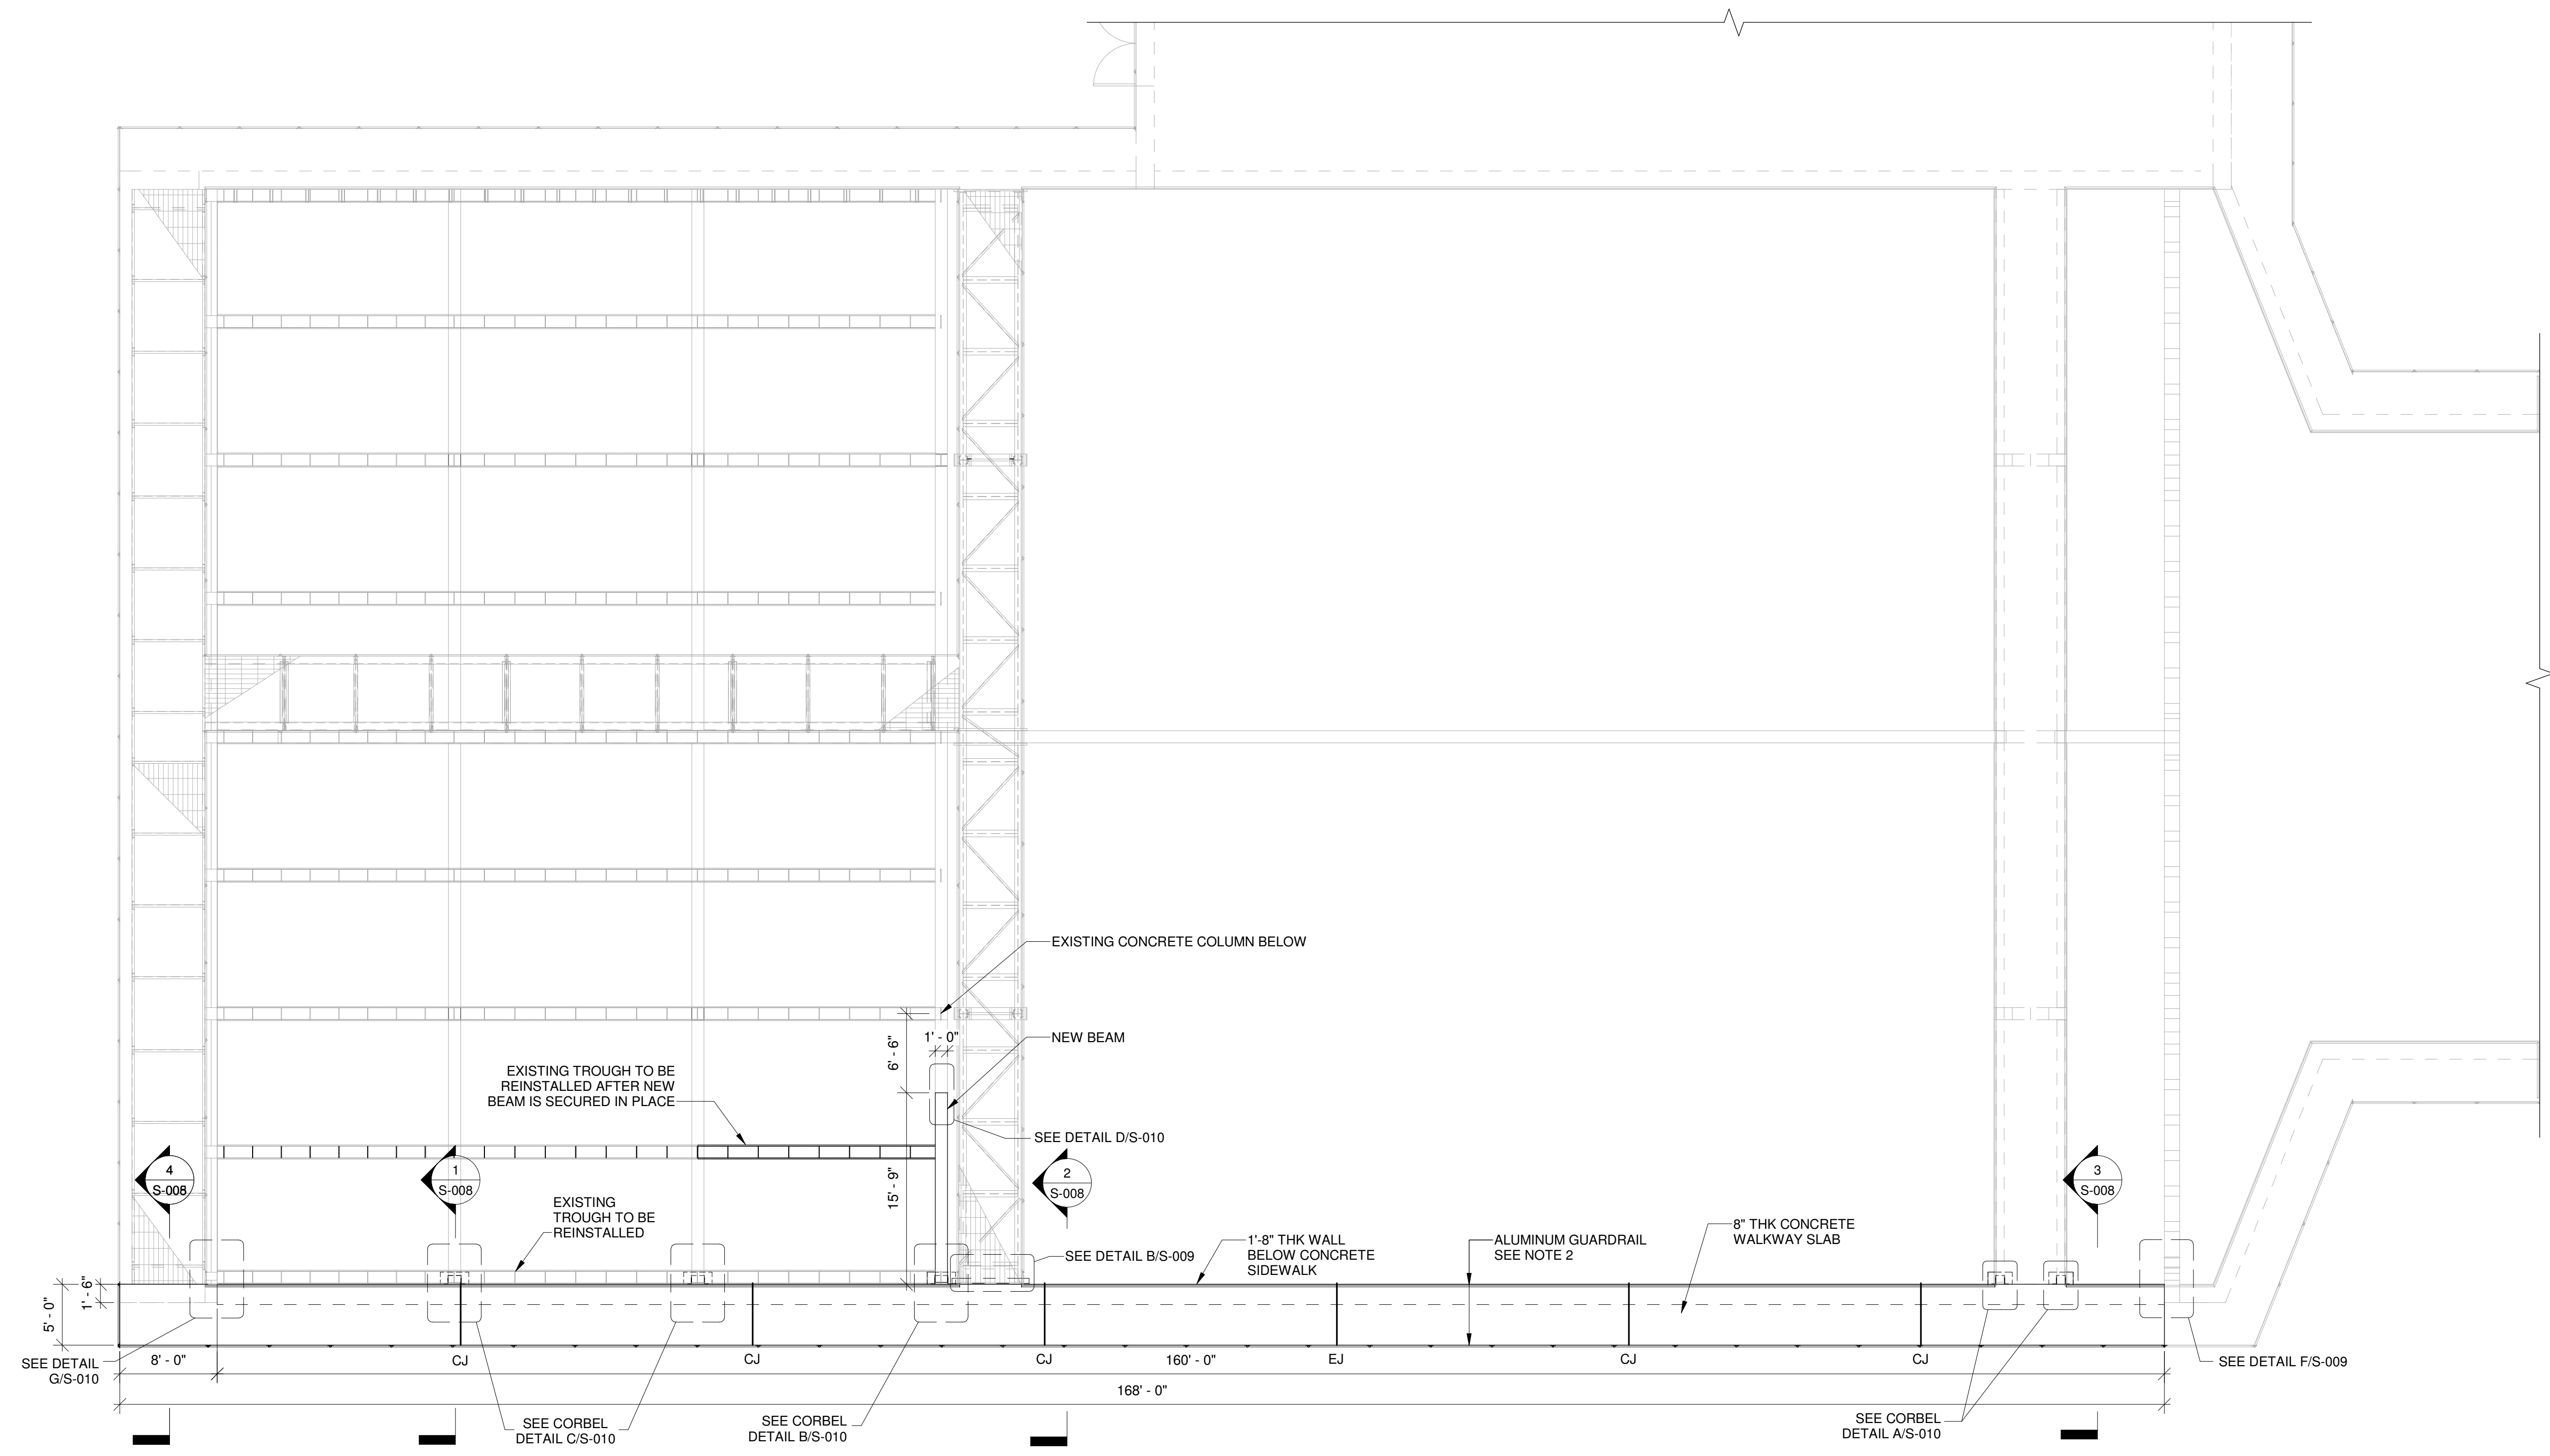 EXISTING CONCRETE COLUMN BELOW
1' - 0"
6' - 6"
NEW BEAM
EXISTING TROUGH TO BE
REINSTALLED AFTER NEW
BEAM IS SECURED IN PLACE
SEE DETAIL D/S-010
15' - 9"
4
1
S-008
2
S-008
3
S-008
EXISTING
TROUGH TO BE
REINSTALLED
SEE DETAIL B/S-009
1'-8" THK WALL
BELOW CONCRETE
SIDEWALK
ALUMINUM GUARDRAIL
SEE NOTE 2
8" THK CONCRETE
WALKWAY SLAB
1' - 6"
5' - 0"
SEE DETAIL
G/S-010
8' - 0"
CJ
CJ
CJ
160' - 0"
EJ
CJ
CJ
SEE DETAIL F/S-009
168' - 0"
SEE CORBEL
DETAIL C/S-010
SEE CORBEL
DETAIL B/S-010
SEE CORBEL
DETAIL A/S-010